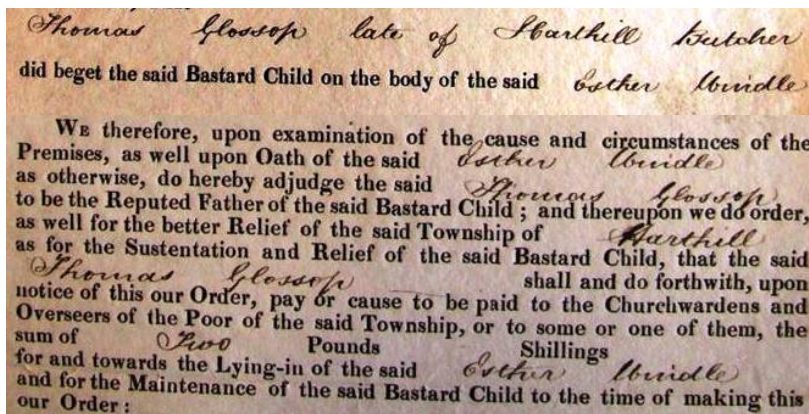 Thomas Glossop late of Harthill Butcher
did beget the said Bastard Child on the body of the said Esther Windle
WE therefore, upon examination of the cause and circumstances of the
Premises, as well upon Oath of the said Esther Windle
as otherwise, do hereby adjudge the said Thomas Glossop
to be the Reputed Father of the said Bastard Child; and thereupon we do order,
as well for the better Relief of the said Township of Harthill
as for the Sustentation and Relief of the said Bastard Child, that the said
Thomas Glossop shall and do forthwith, upon
notice of this our Order, pay or cause to be paid to the Churchwardens and
Overseers of the Poor of the said Township, or to some or one of them, the
sum of Two Pounds Shillings
for and towards the Lying-in of the said Esther Windle
and for the Maintenance of the said Bastard Child to the time of making this
our Order: